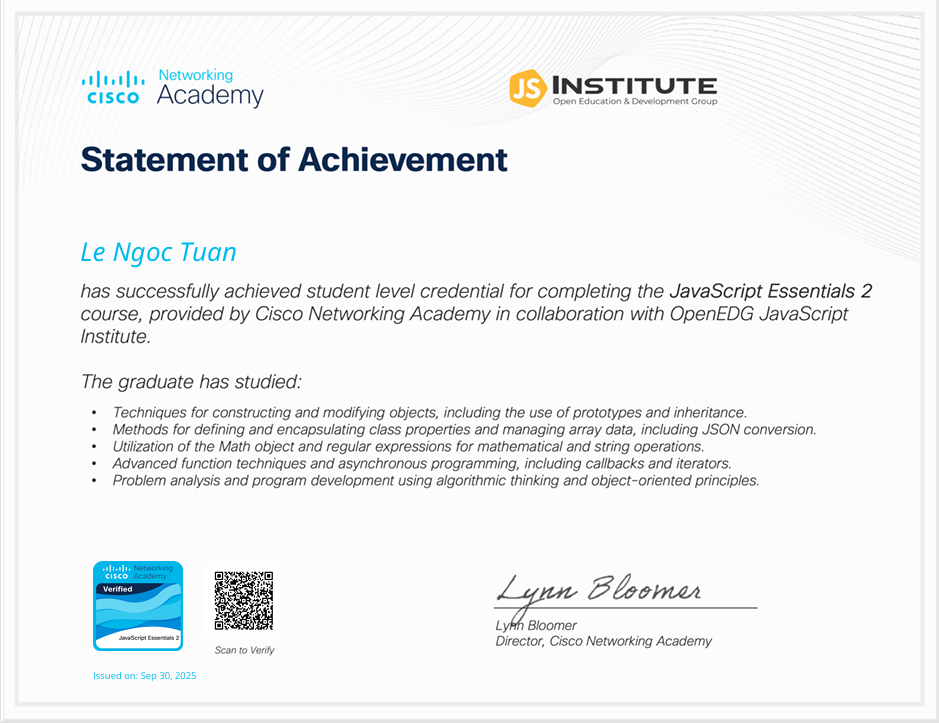 Networking
CISCO Academy
JS INSTITUTE
Open Education & Development Group
Statement of Achievement
Le Ngoc Tuan
has successfully achieved student level credential for completing the JavaScript Essentials 2
course, provided by Cisco Networking Academy in collaboration with OpenEDG JavaScript
Institute.
The graduate has studied:
• Techniques for constructing and modifying objects, including the use of prototypes and inheritance.
• Methods for defining and encapsulating class properties and managing array data, including JSON conversion.
• Utilization of the Math object and regular expressions for mathematical and string operations.
• Advanced function techniques and asynchronous programming, including callbacks and iterators.
• Problem analysis and program development using algorithmic thinking and object-oriented principles.
Networking
CISCO Academy
Verified
JavaScript Essentials 2
Scan to Verify
Issued on: Sep 30, 2025
Lynn Bloomer
Lynn Bloomer
Director, Cisco Networking Academy